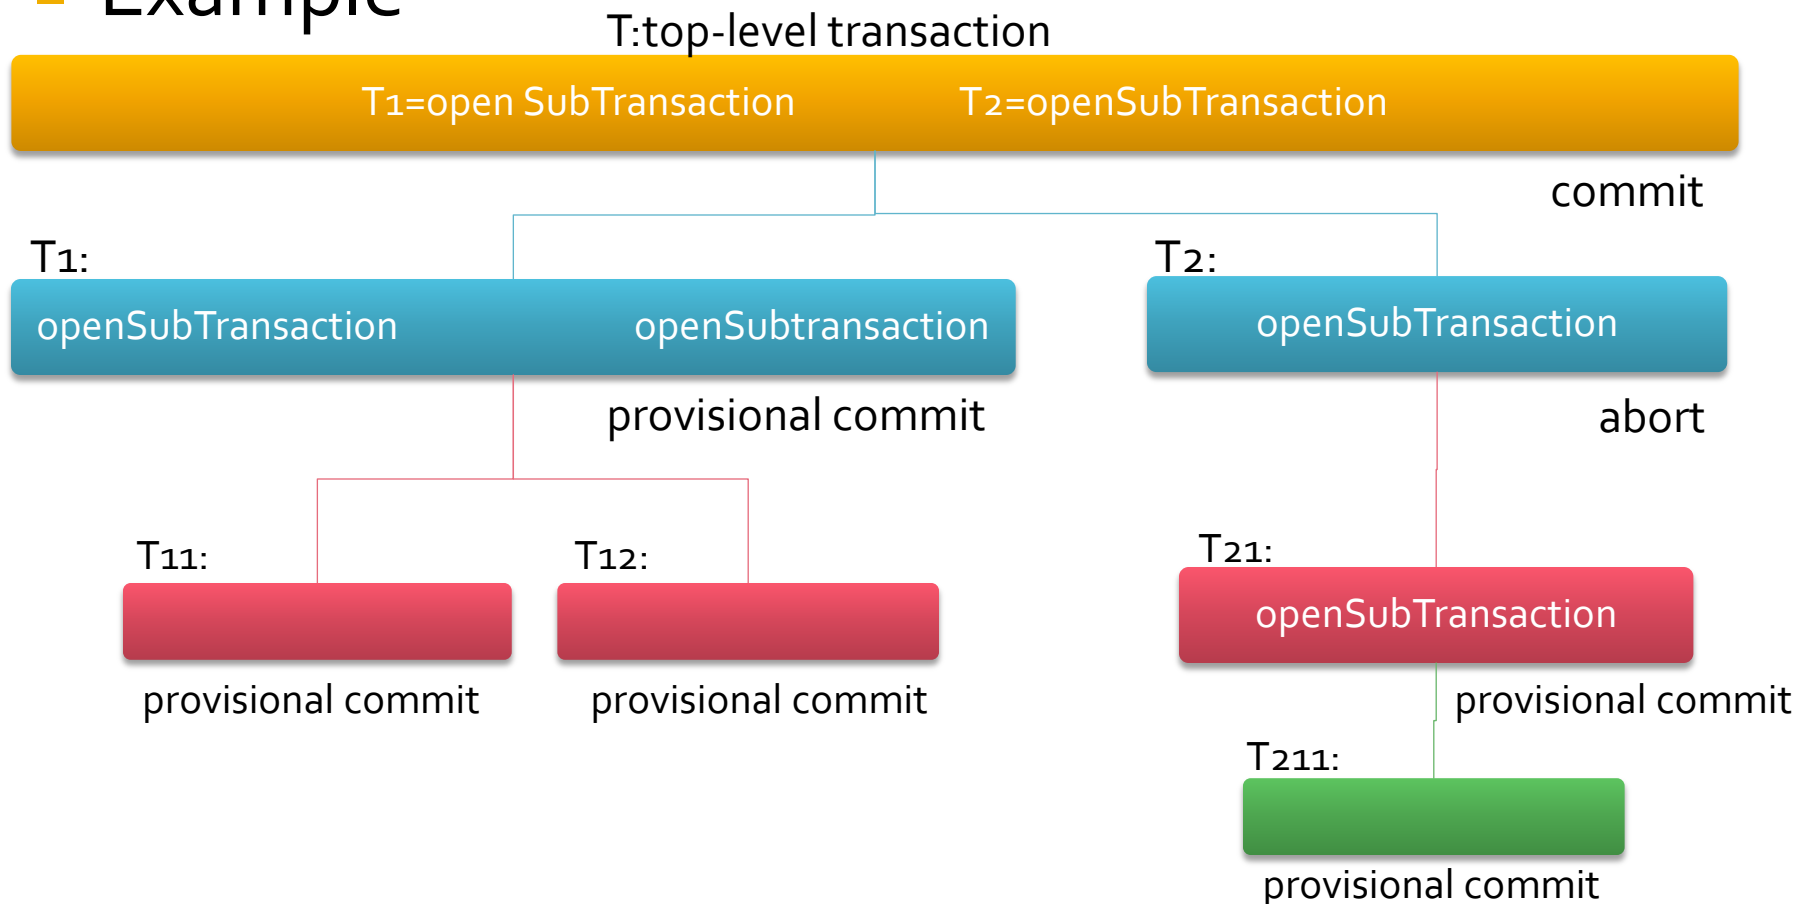 Example
T:top-level transaction
T1=open SubTransaction T2=openSubTransaction
commit
T1: T2:
openSubTransaction openSubtransaction openSubTransaction
provisional commit abort
T11: T12: T21:
openSubTransaction
provisional commit provisional commit provisional commit
T211:
provisional commit